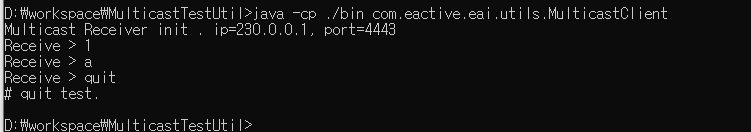 D:₩workspace₩MulticastTestUtil>java -cp ./bin com.eactive.eai.utils.MulticastClient
Multicast Receiver init . ip=230.0.0.1, port=4443
Receive > 1
Receive > a
Receive > quit
# quit test.
D:₩workspace₩MulticastTestUtil>